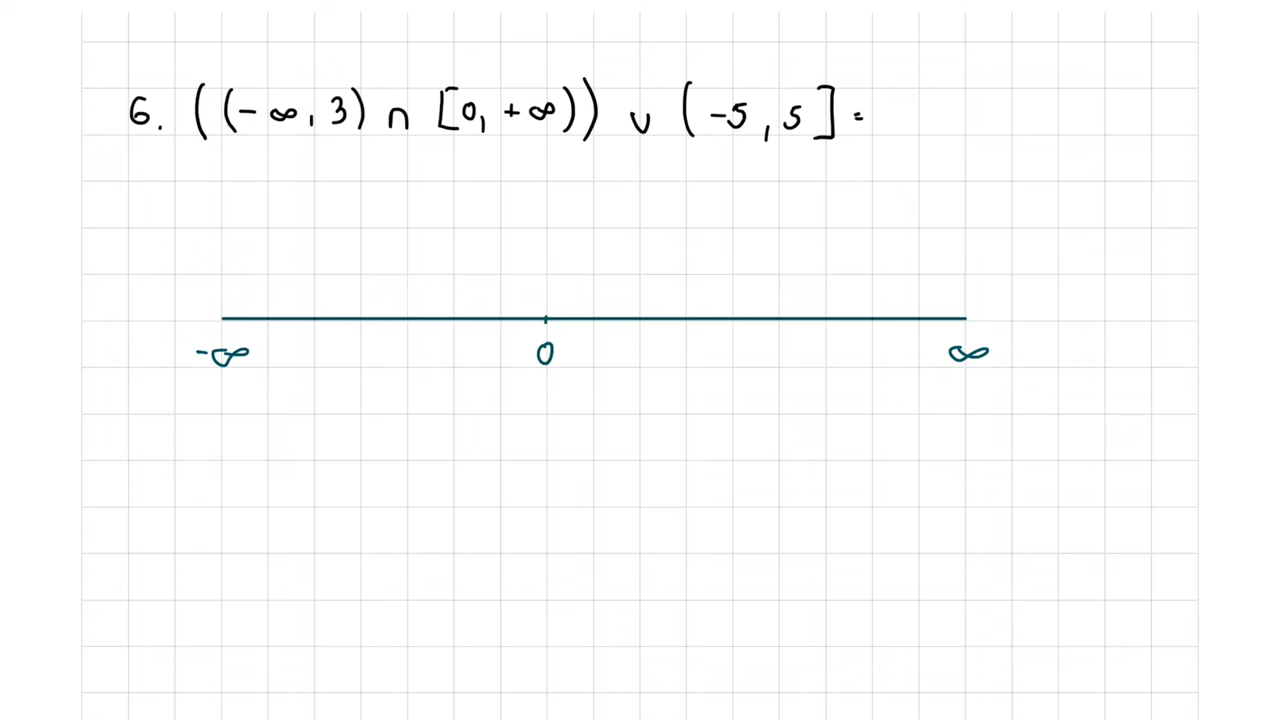 6. ((-∞, 3) ∩ [0, +∞)) ∪ (-5, 5] =
-∞ 0 ∞